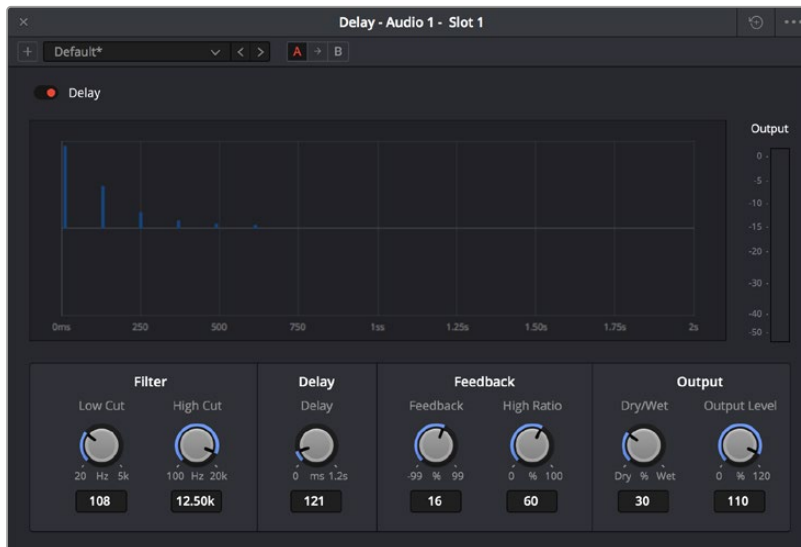 Delay - Audio 1 - Slot 1
Default*
A
B
Delay
Output
0 -
-5 -
-10 -
-15 -
-20 -
-30 -
-40 -
-50 -
0ms 250 500 750 1ss 1.25s 1.50s 1.75s 2s
Filter Delay Feedback Output
Low Cut High Cut Delay Feedback High Ratio Dry/Wet Output Level
20 Hz 5k 100 Hz 20k 0 ms 1.2s -99 % 99 0 % 100 Dry % Wet 0 % 120
108 12.50k 121 16 60 30 110